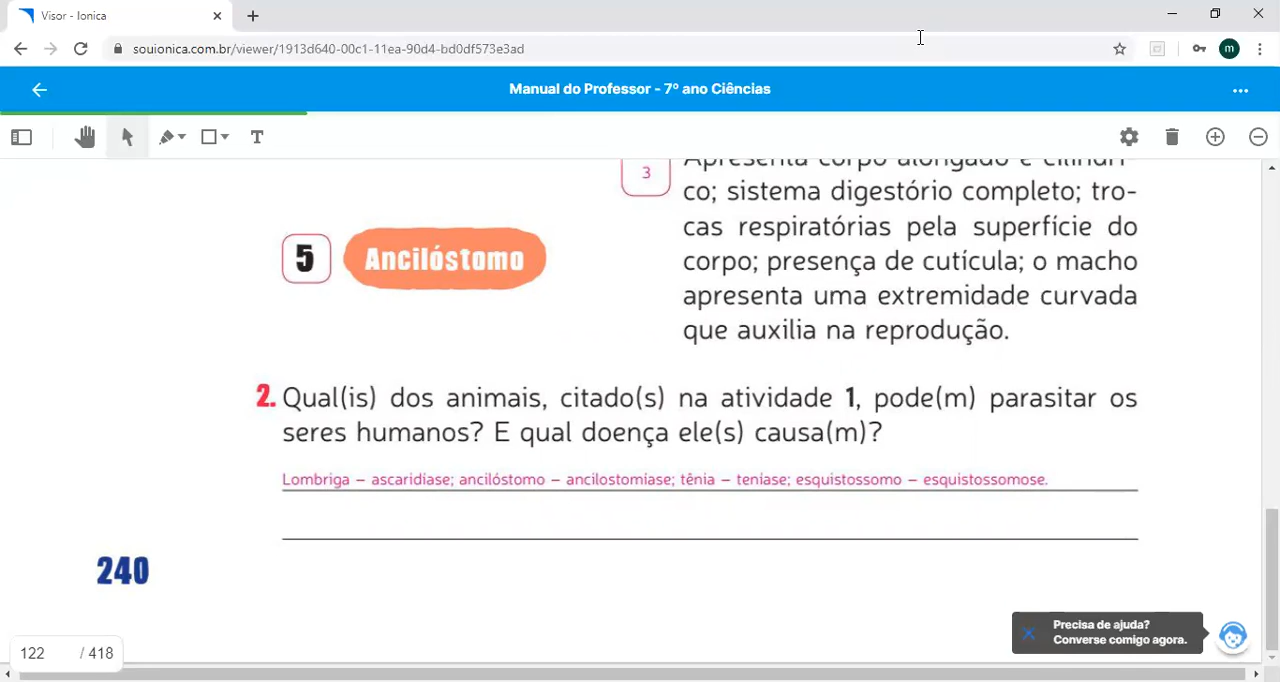 Visor - Ionica
souionica.com.br/viewer/1913d640-00c1-11ea-90d4-bd0df573e3ad
m
Manual do Professor - 7º ano Ciências
T
3
Apresenta corpo alongado e cilíndri-
co; sistema digestório completo; tro-
cas respiratórias pela superfície do
corpo; presença de cutícula; o macho
apresenta uma extremidade curvada
que auxilia na reprodução.
5 Ancilóstomo
2. Qual(is) dos animais, citado(s) na atividade 1, pode(m) parasitar os
seres humanos? E qual doença ele(s) causa(m)?
Lombriga – ascaridíase; ancilóstomo – ancilostomíase; tênia – teníase; esquistossomo – esquistossomose.
240
Precisa de ajuda?
Converse comigo agora.
122 / 418